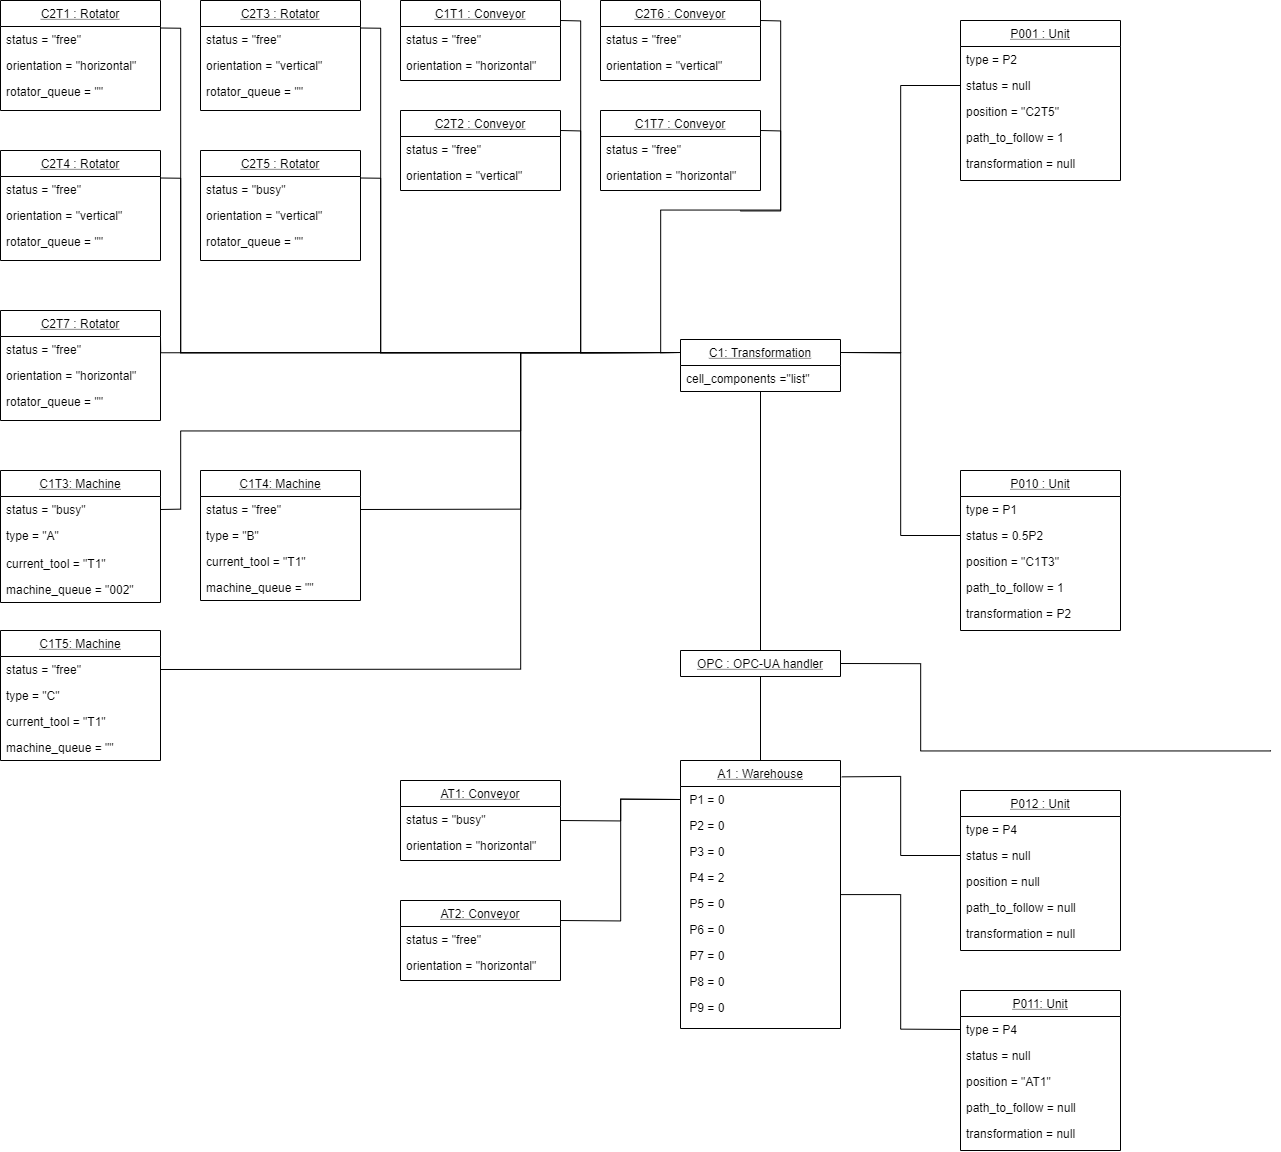 C2T1 : Rotator
status = "free"
orientation = "horizontal"
rotator_queue = ""
C2T3 : Rotator
status = "free"
orientation = "vertical"
rotator_queue = ""
C1T1 : Conveyor
status = "free"
orientation = "horizontal"
C2T6 : Conveyor
status = "free"
orientation = "vertical"
P001 : Unit
type = P2
status = null
position = "C2T5"
path_to_follow = 1
transformation = null
C2T2 : Conveyor
status = "free"
orientation = "vertical"
C1T7 : Conveyor
status = "free"
orientation = "horizontal"
C2T4 : Rotator
status = "free"
orientation = "vertical"
rotator_queue = ""
C2T5 : Rotator
status = "busy"
orientation = "vertical"
rotator_queue = ""
C2T7 : Rotator
status = "free"
orientation = "horizontal"
rotator_queue = ""
C1: Transformation
cell_components ="list"
C1T3: Machine
status = "busy"
type = "A"
current_tool = "T1"
machine_queue = "002"
C1T4: Machine
status = "free"
type = "B"
current_tool = "T1"
machine_queue = ""
P010 : Unit
type = P1
status = 0.5P2
position = "C1T3"
path_to_follow = 1
transformation = P2
C1T5: Machine
status = "free"
type = "C"
current_tool = "T1"
machine_queue = ""
OPC : OPC-UA handler
A1 : Warehouse
P1 = 0
P2 = 0
P3 = 0
P4 = 2
P5 = 0
P6 = 0
P7 = 0
P8 = 0
P9 = 0
AT1: Conveyor
status = "busy"
orientation = "horizontal"
AT2: Conveyor
status = "free"
orientation = "horizontal"
P012 : Unit
type = P4
status = null
position = null
path_to_follow = null
transformation = null
P011: Unit
type = P4
status = null
position = "AT1"
path_to_follow = null
transformation = null